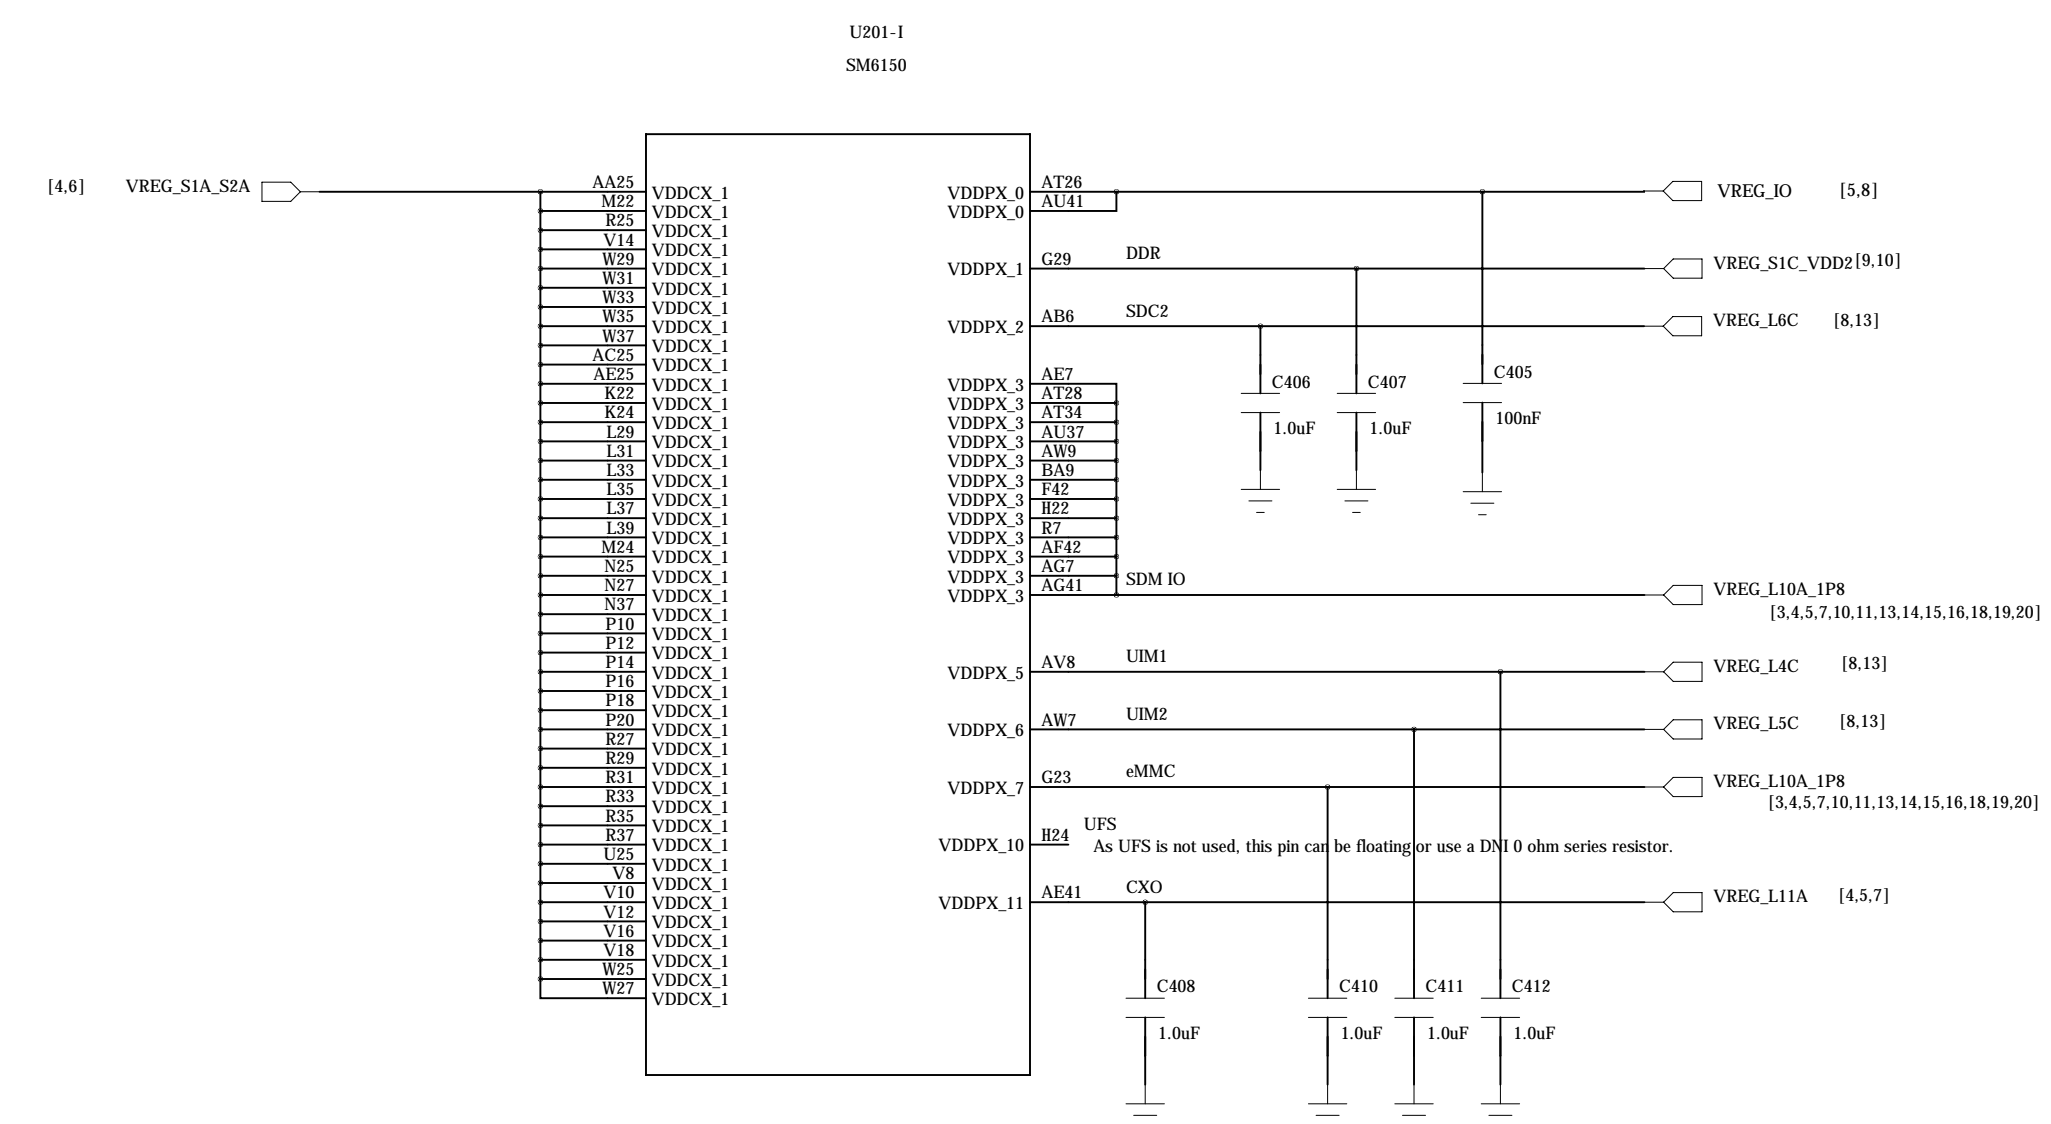 U201-I
SM6150
[4,6] VREG_S1A_S2A
AA25 VDDCX_1
M22 VDDCX_1
R25 VDDCX_1
V14 VDDCX_1
W29 VDDCX_1
W31 VDDCX_1
W33 VDDCX_1
W35 VDDCX_1
W37 VDDCX_1
AC25 VDDCX_1
AE25 VDDCX_1
K22 VDDCX_1
K24 VDDCX_1
L29 VDDCX_1
L31 VDDCX_1
L33 VDDCX_1
L35 VDDCX_1
L37 VDDCX_1
L39 VDDCX_1
M24 VDDCX_1
N25 VDDCX_1
N27 VDDCX_1
N37 VDDCX_1
P10 VDDCX_1
P12 VDDCX_1
P14 VDDCX_1
P16 VDDCX_1
P18 VDDCX_1
P20 VDDCX_1
R27 VDDCX_1
R29 VDDCX_1
R31 VDDCX_1
R33 VDDCX_1
R35 VDDCX_1
R37 VDDCX_1
U25 VDDCX_1
V8 VDDCX_1
V10 VDDCX_1
V12 VDDCX_1
V16 VDDCX_1
V18 VDDCX_1
W25 VDDCX_1
W27 VDDCX_1
VDDPX_0 AT26 VREG_IO [5,8]
VDDPX_0 AU41
VDDPX_1 G29 DDR VREG_S1C_VDD2 [9,10]
VDDPX_2 AB6 SDC2 VREG_L6C [8,13]
VDDPX_3 AE7
VDDPX_3 AT28
VDDPX_3 AT34
VDDPX_3 AU37
VDDPX_3 AW9
VDDPX_3 BA9
VDDPX_3 F42
VDDPX_3 H22
VDDPX_3 R7
VDDPX_3 AF42
VDDPX_3 AG7
VDDPX_3 AG41 SDM IO VREG_L10A_1P8
[3,4,5,7,10,11,13,14,15,16,18,19,20]
C406 C407 C405
1.0uF 1.0uF 100nF
VDDPX_5 AV8 UIM1 VREG_L4C [8,13]
VDDPX_6 AW7 UIM2 VREG_L5C [8,13]
VDDPX_7 G23 eMMC VREG_L10A_1P8
[3,4,5,7,10,11,13,14,15,16,18,19,20]
VDDPX_10 H24 UFS
As UFS is not used, this pin can be floating or use a DNI 0 ohm series resistor.
VDDPX_11 AE41 CXO VREG_L11A [4,5,7]
C408 C410 C411 C412
1.0uF 1.0uF 1.0uF 1.0uF